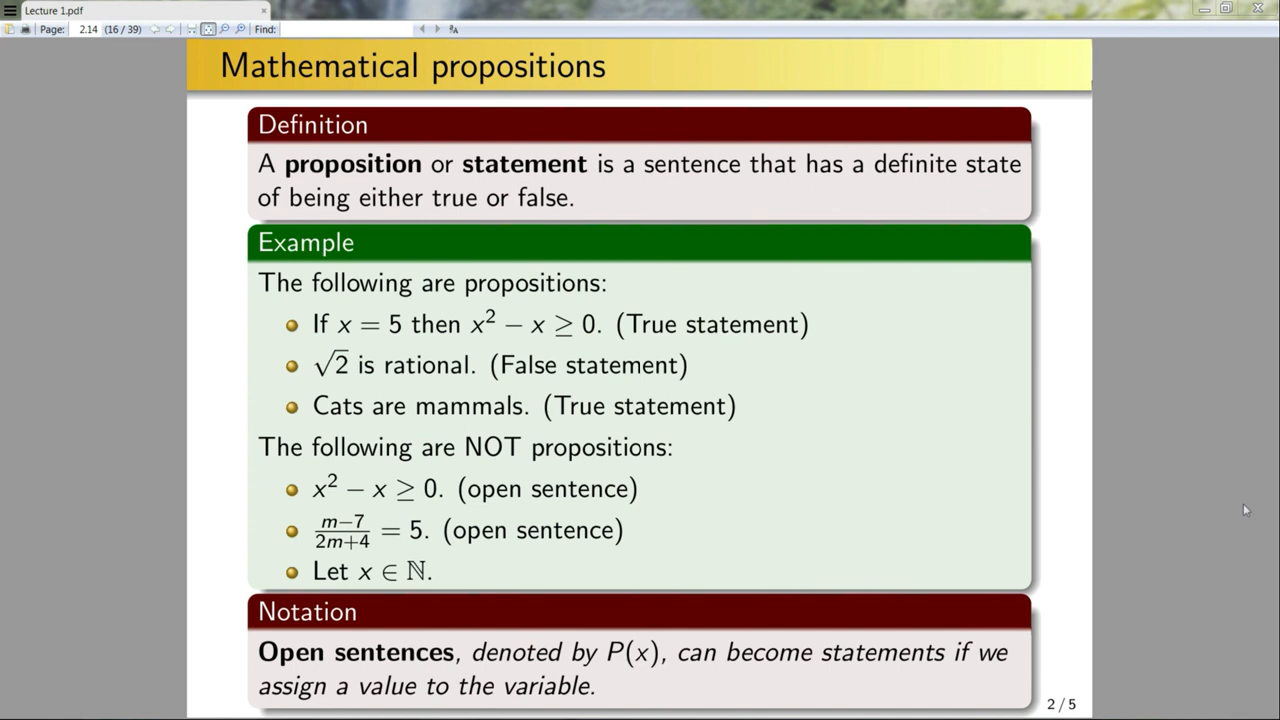 Lecture 1.pdf
Page: 2.14 (16 / 39) Find:
Mathematical propositions
Definition
A proposition or statement is a sentence that has a definite state
of being either true or false.
Example
The following are propositions:
If x = 5 then x² − x ≥ 0. (True statement)
√2 is rational. (False statement)
Cats are mammals. (True statement)
The following are NOT propositions:
x² − x ≥ 0. (open sentence)
(m−7)/(2m+4) = 5. (open sentence)
Let x ∈ ℕ.
Notation
Open sentences, denoted by P(x), can become statements if we
assign a value to the variable.
2 / 5